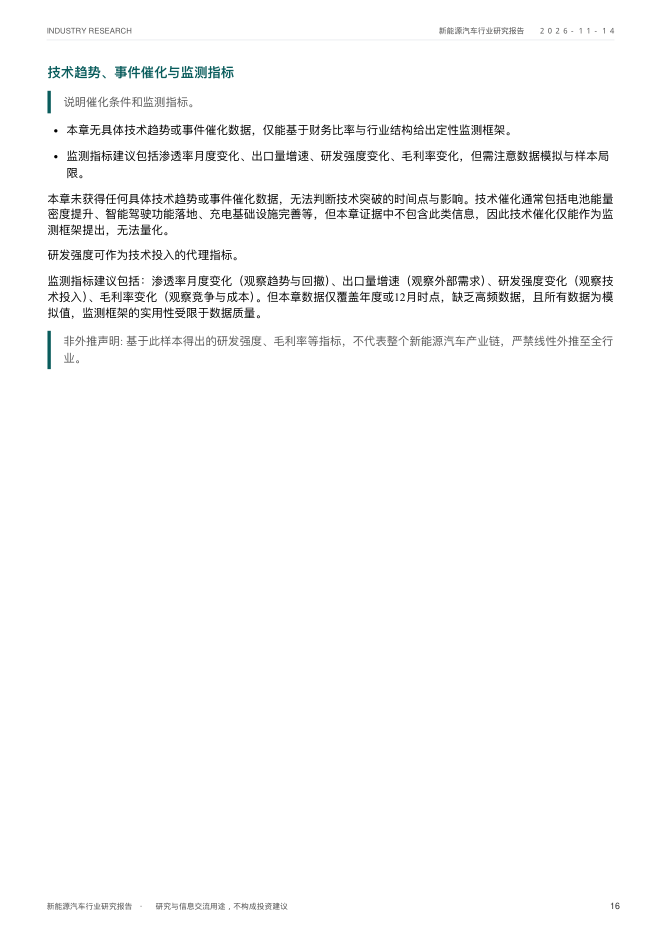 INDUSTRY RESEARCH 新能源汽车行业研究报告 2026-11-14
技术趋势、事件催化与监测指标
说明催化条件和监测指标。
• 本章无具体技术趋势或事件催化数据，仅能基于财务比率与行业结构给出定性监测框架。
• 监测指标建议包括渗透率月度变化、出口量增速、研发强度变化、毛利率变化，但需注意数据模拟与样本局
限。
本章未获得任何具体技术趋势或事件催化数据，无法判断技术突破的时间点与影响。技术催化通常包括电池能量
密度提升、智能驾驶功能落地、充电基础设施完善等，但本章证据中不包含此类信息，因此技术催化仅能作为监
测框架提出，无法量化。
研发强度可作为技术投入的代理指标。
监测指标建议包括：渗透率月度变化（观察趋势与回撤）、出口量增速（观察外部需求）、研发强度变化（观察技
术投入）、毛利率变化（观察竞争与成本）。但本章数据仅覆盖年度或12月时点，缺乏高频数据，且所有数据为模
拟值，监测框架的实用性受限于数据质量。
非外推声明: 基于此样本得出的研发强度、毛利率等指标，不代表整个新能源汽车产业链，严禁线性外推至全行
业。
新能源汽车行业研究报告 · 研究与信息交流用途，不构成投资建议 16